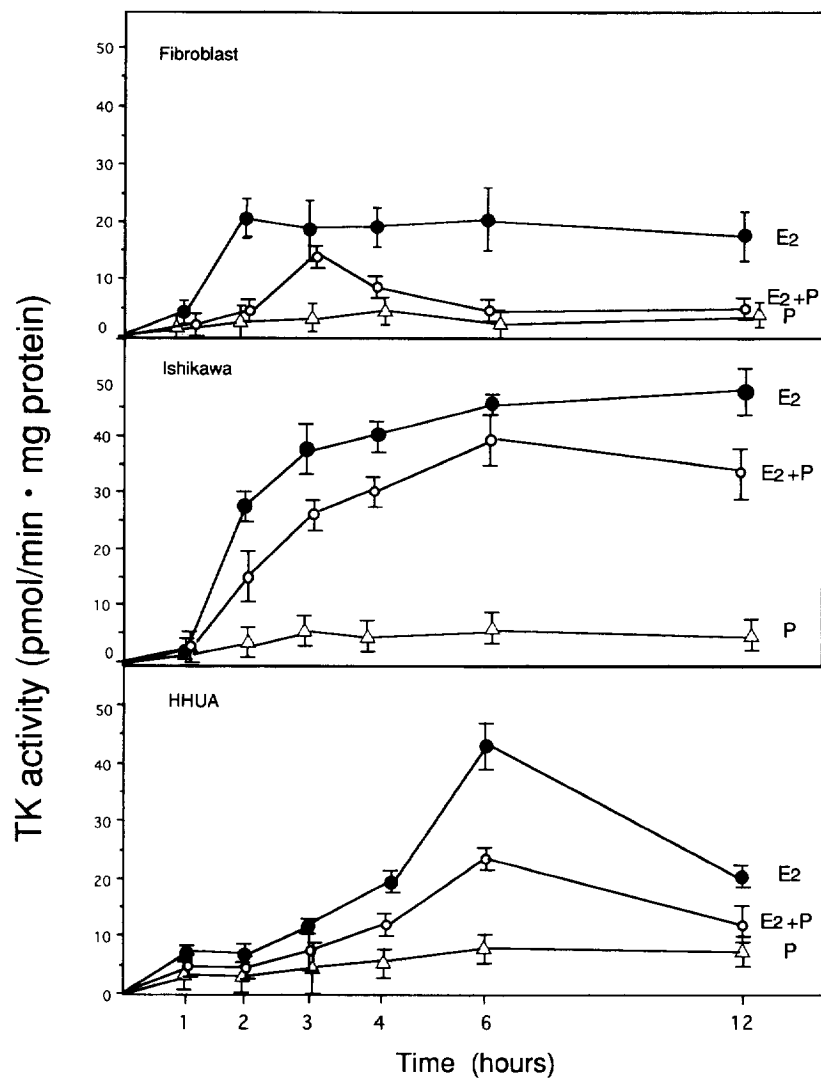 TK activity (pmol/min • mg protein)
Fibroblast
50
40
30
20
10
0
E2
E2+P
P
Ishikawa
50
40
30
20
10
0
E2
E2+P
P
HHUA
50
40
30
20
10
0
E2
E2+P
P
1 2 3 4 6 12
Time (hours)